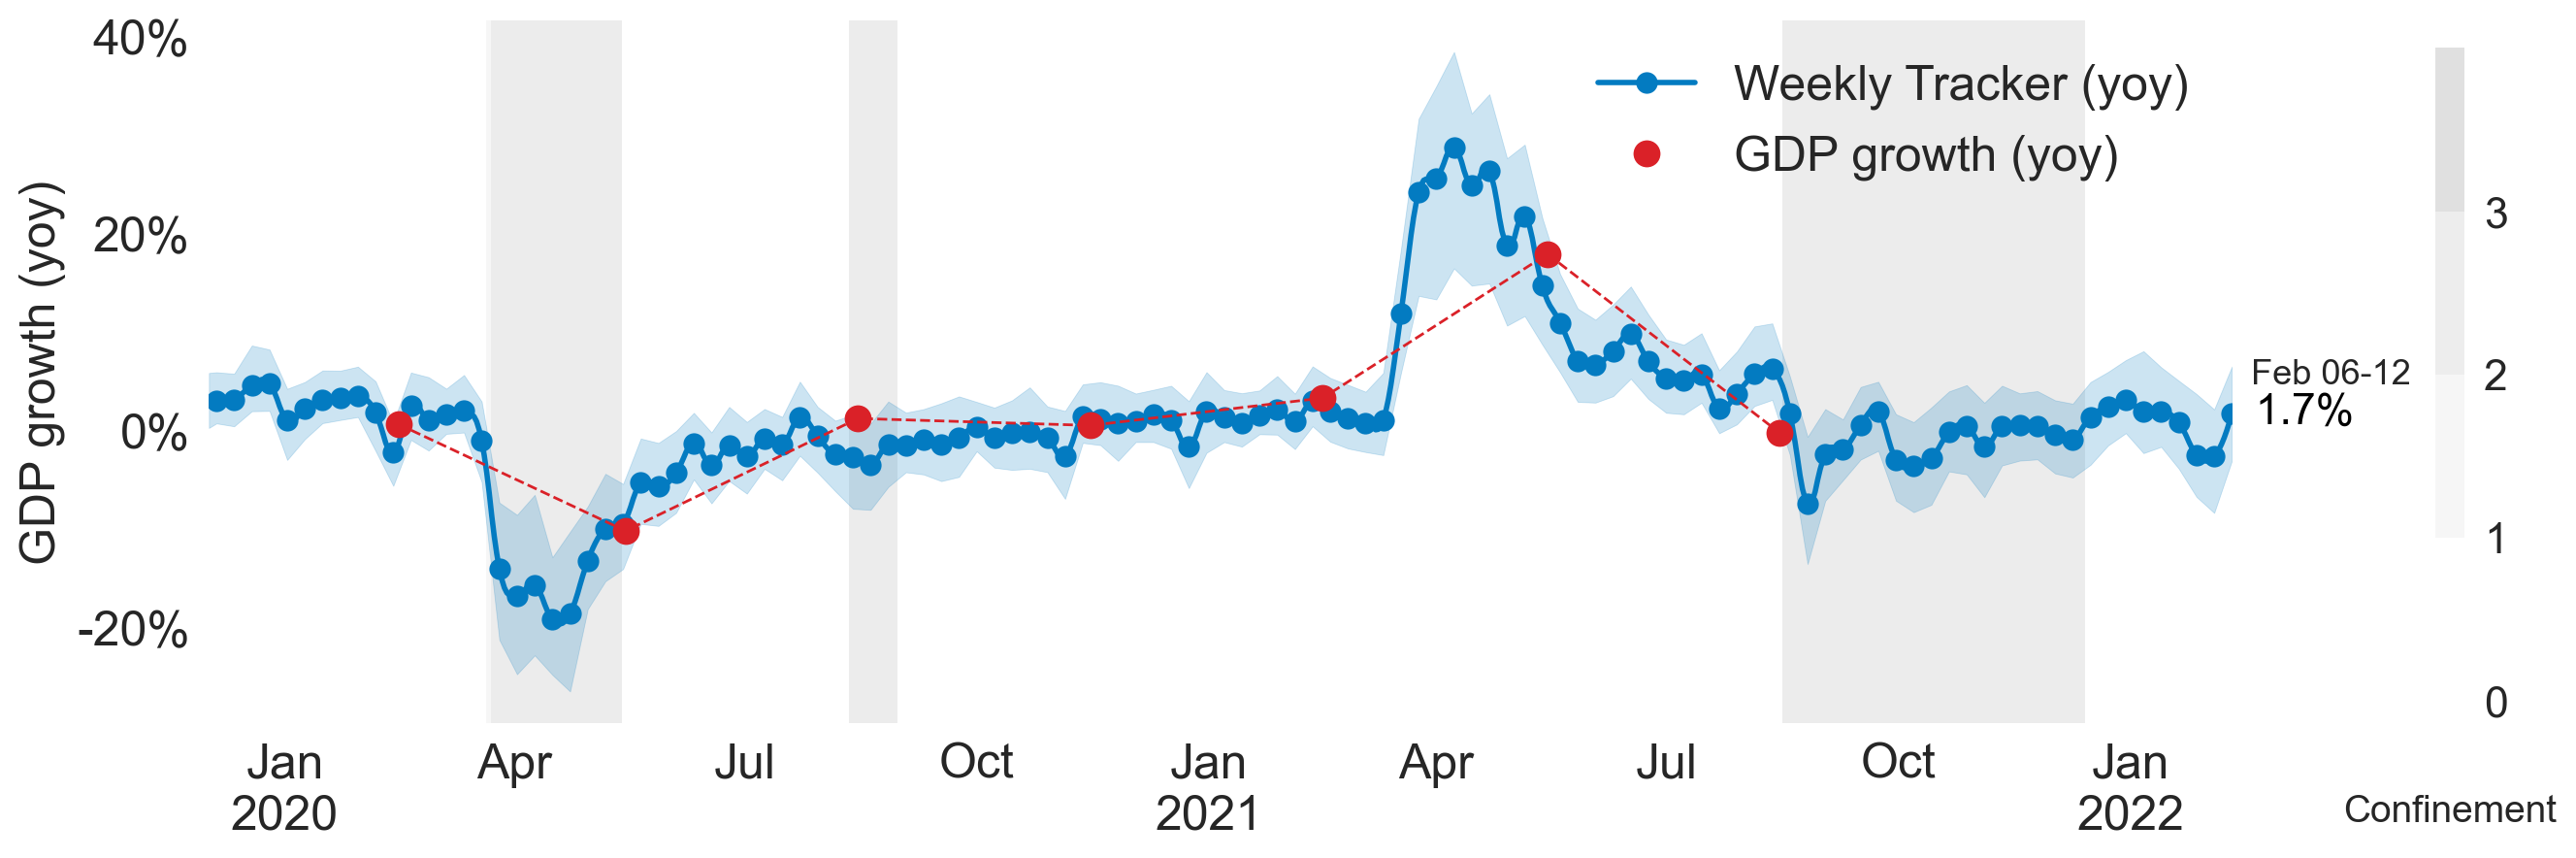 40%
20%
0%
-20%
GDP growth (yoy)
Weekly Tracker (yoy)
GDP growth (yoy)
Feb 06-12
1.7%
3
2
1
0
Jan
2020
Apr
Jul
Oct
Jan
2021
Apr
Jul
Oct
Jan
2022
Confinement